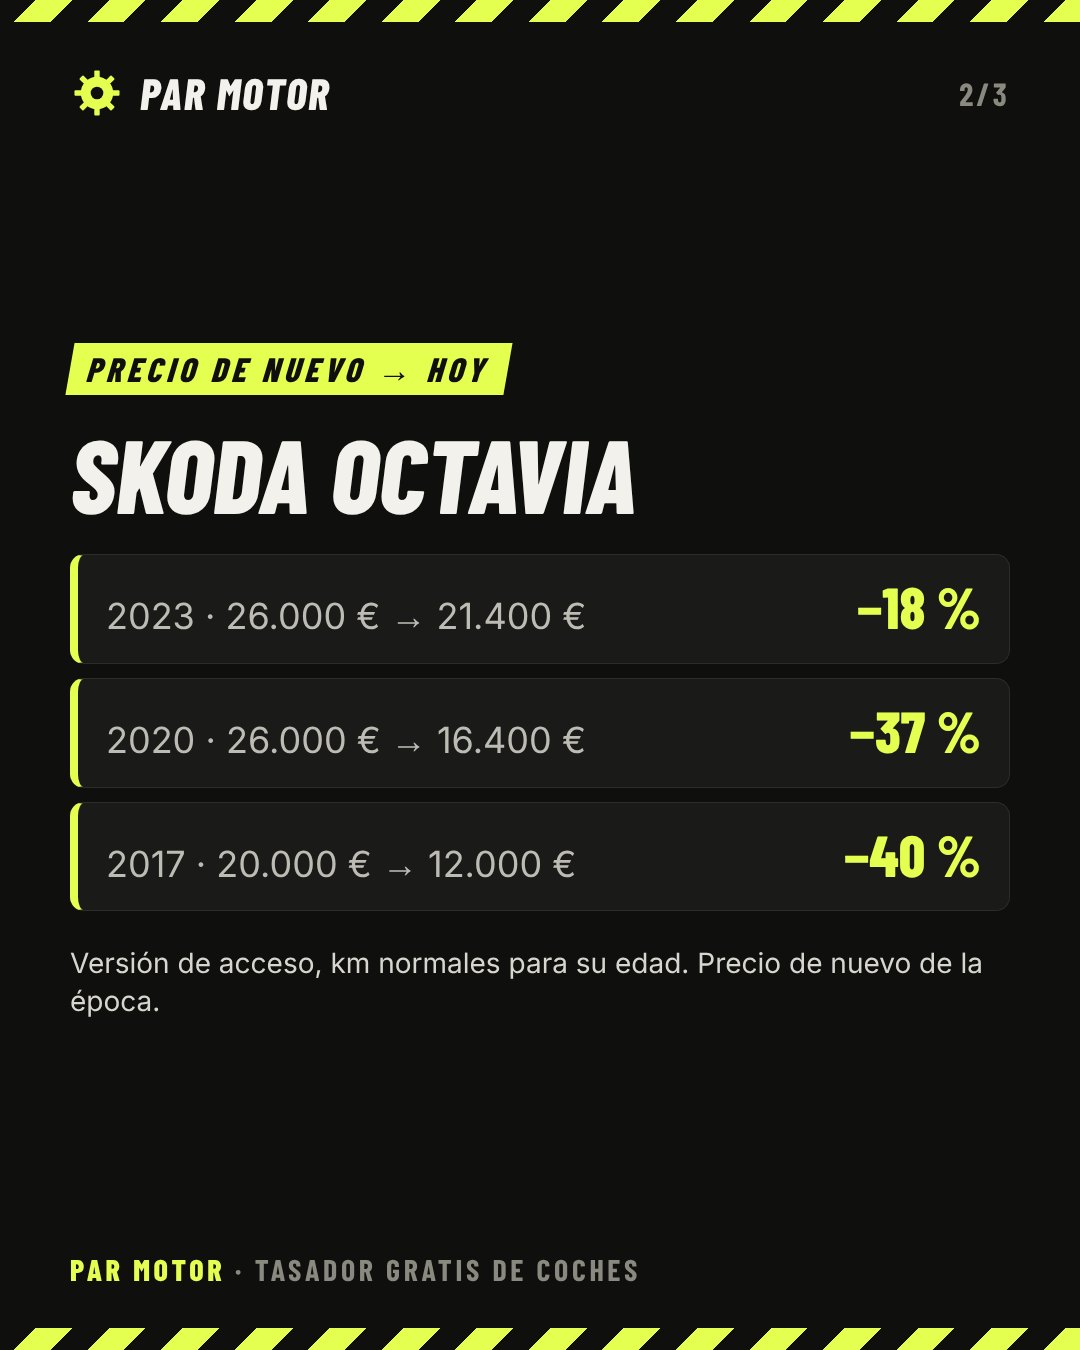 PAR MOTOR
2/3
PRECIO DE NUEVO → HOY
SKODA OCTAVIA
2023 · 26.000 € → 21.400 € −18 %
2020 · 26.000 € → 16.400 € −37 %
2017 · 20.000 € → 12.000 € −40 %
Versión de acceso, km normales para su edad. Precio de nuevo de la
época.
PAR MOTOR · TASADOR GRATIS DE COCHES